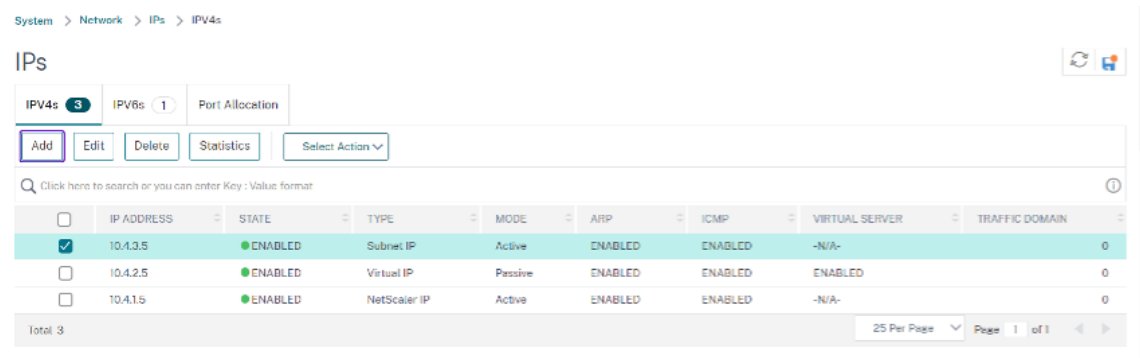 System > Network > IPs > IPV4s
IPs
IPV4s 3 IPV6s 1 Port Allocation
Add Edit Delete Statistics Select Action
Click here to search or you can enter Key : Value format
IP ADDRESS STATE TYPE MODE ARP ICMP VIRTUAL SERVER TRAFFIC DOMAIN
10.4.3.5 ENABLED Subnet IP Active ENABLED ENABLED -N/A- 0
10.4.2.5 ENABLED Virtual IP Passive ENABLED ENABLED ENABLED 0
10.4.1.5 ENABLED NetScaler IP Active ENABLED ENABLED -N/A- 0
Total 3 25 Per Page Page 1 of 1